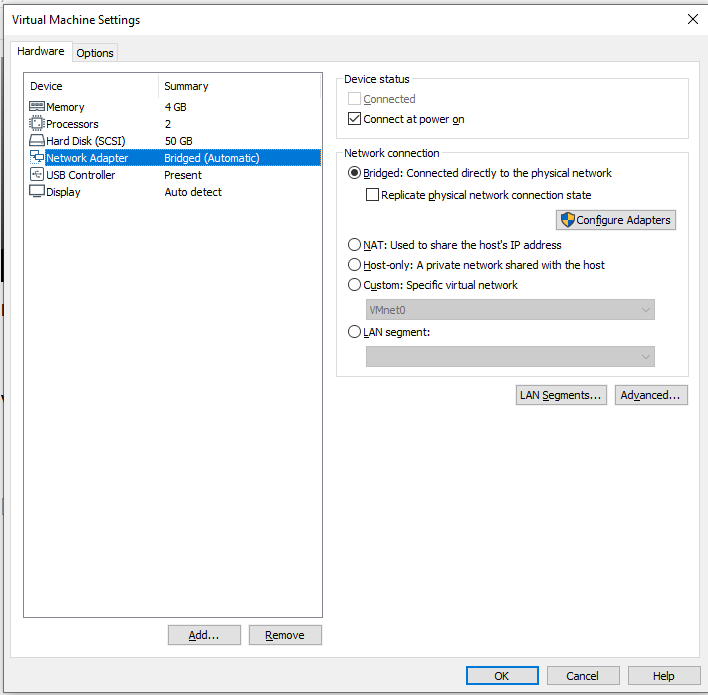 Virtual Machine Settings
Hardware
Options
Device Summary
Memory 4 GB
Processors 2
Hard Disk (SCSI) 50 GB
Network Adapter Bridged (Automatic)
USB Controller Present
Display Auto detect
Add...
Remove
Device status
Connected
Connect at power on
Network connection
Bridged: Connected directly to the physical network
Replicate physical network connection state
Configure Adapters
NAT: Used to share the host's IP address
Host-only: A private network shared with the host
Custom: Specific virtual network
VMnet0
LAN segment:
LAN Segments...
Advanced...
OK
Cancel
Help